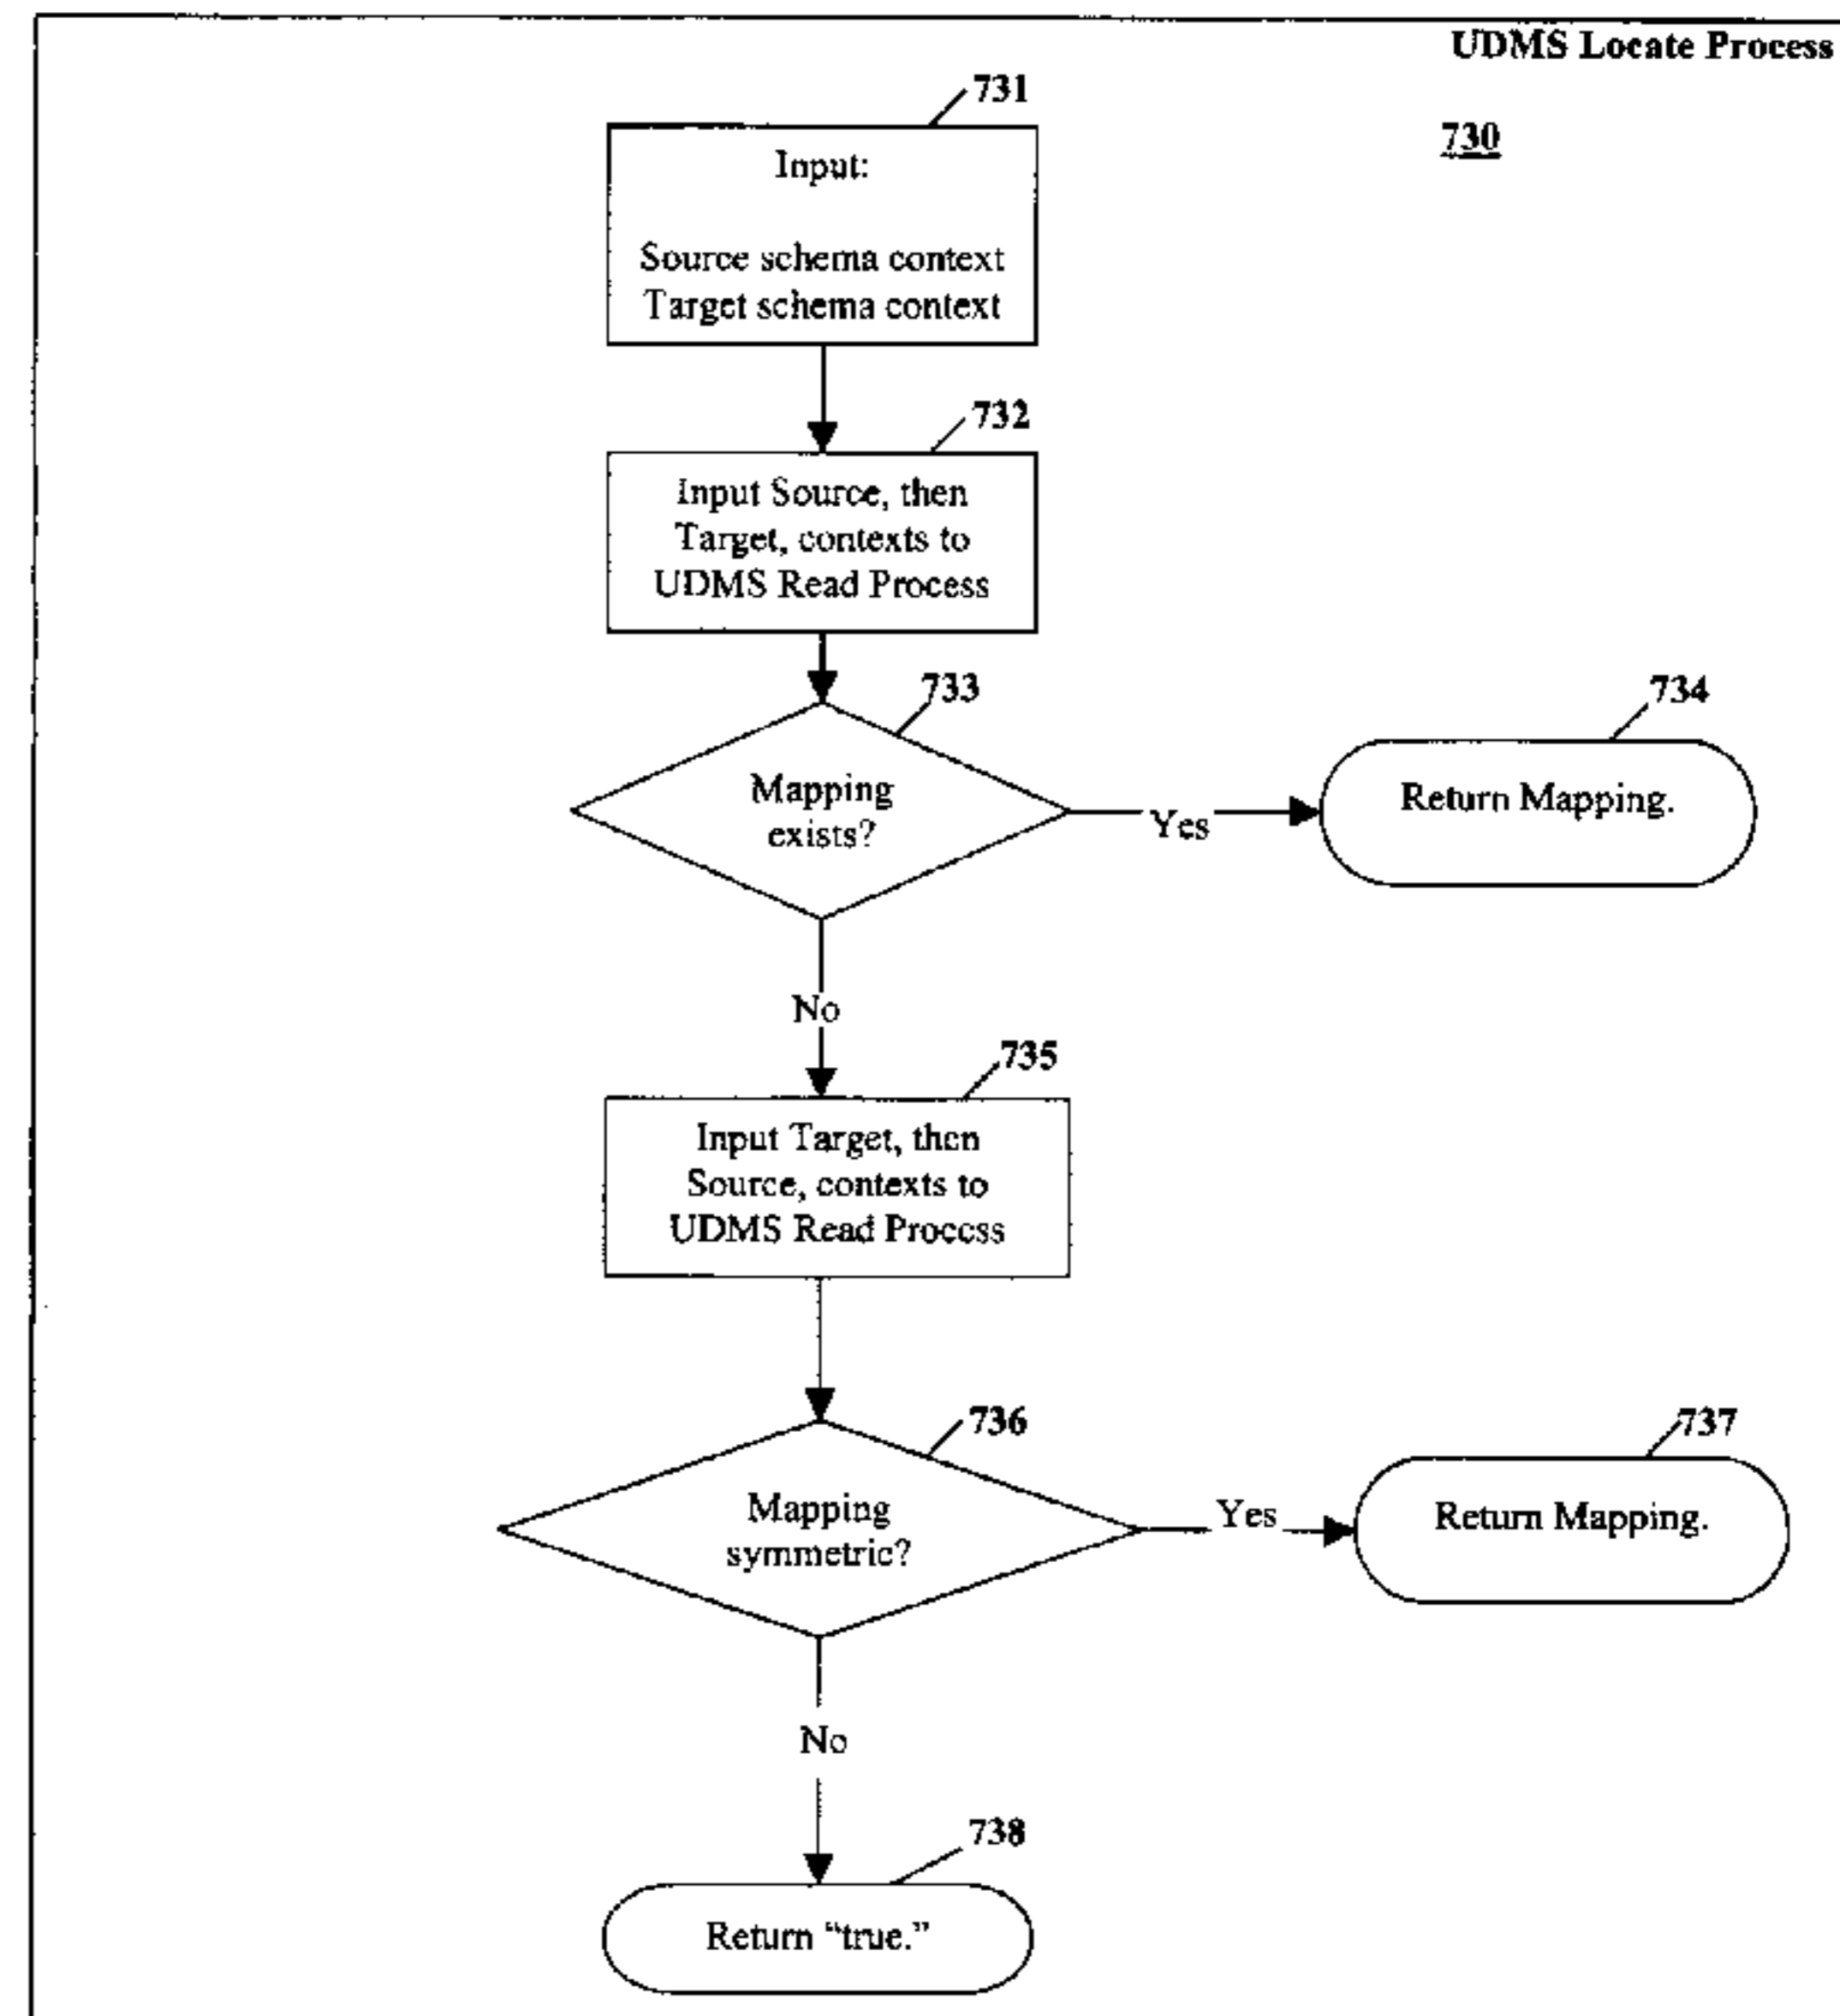 UDMS Locate Process
730
731
Input:
Source schema context
Target schema context
732
Input Source, then
Target, contexts to
UDMS Read Process
733
Mapping
exists?
Yes
734
Return Mapping.
No
735
Input Target, then
Source, contexts to
UDMS Read Process
736
Mapping
symmetric?
Yes
737
Return Mapping.
No
738
Return “true.”